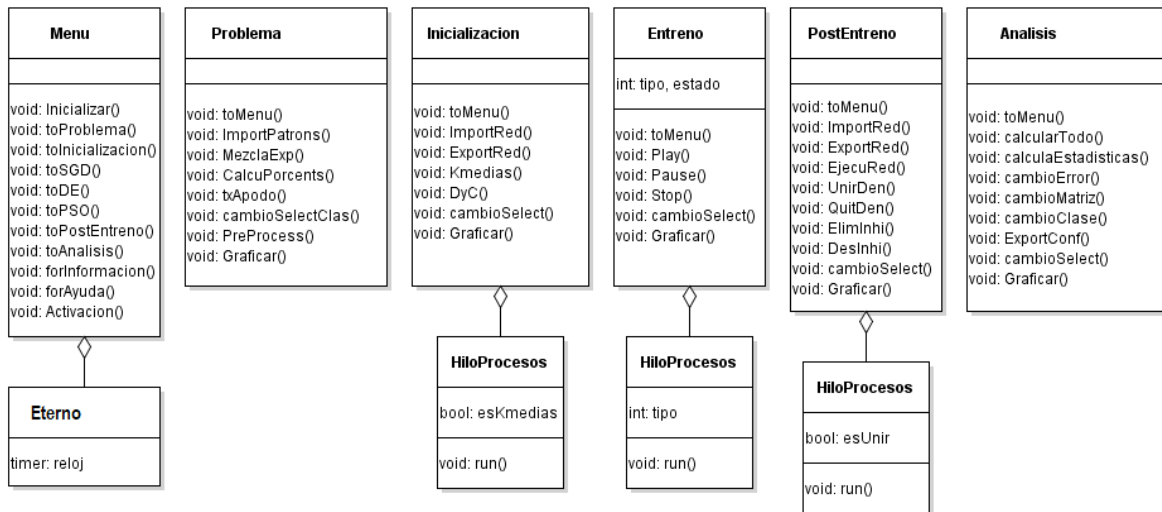 Menu
void: Inicializar()
void: toProblema()
void: toInicializacion()
void: toSGD()
void: toDE()
void: toPSO()
void: toPostEntreno()
void: toAnalisis()
void: forInformacion()
void: forAyuda()
void: Activacion()
Eterno
timer: reloj
Problema
void: toMenu()
void: ImportPatrons()
void: MezclaExp()
void: CalcuPorcents()
void: txApodo()
void: cambioSelectClas()
void: PreProcess()
void: Graficar()
Inicializacion
void: toMenu()
void: ImportRed()
void: ExportRed()
void: Kmedias()
void: DyC()
void: cambioSelect()
void: Graficar()
HiloProcesos
bool: esKmedias
void: run()
Entreno
int: tipo, estado
void: toMenu()
void: Play()
void: Pause()
void: Stop()
void: cambioSelect()
void: Graficar()
HiloProcesos
int: tipo
void: run()
PostEntreno
void: toMenu()
void: ImportRed()
void: ExportRed()
void: EjecuRed()
void: UnirDen()
void: QuitDen()
void: ElimInhi()
void: DesInhi()
void: cambioSelect()
void: Graficar()
HiloProcesos
bool: esUnir
void: run()
Analisis
void: toMenu()
void: calcularTodo()
void: calculaEstadisticas()
void: cambioError()
void: cambioMatriz()
void: cambioClase()
void: ExportConf()
void: cambioSelect()
void: Graficar()